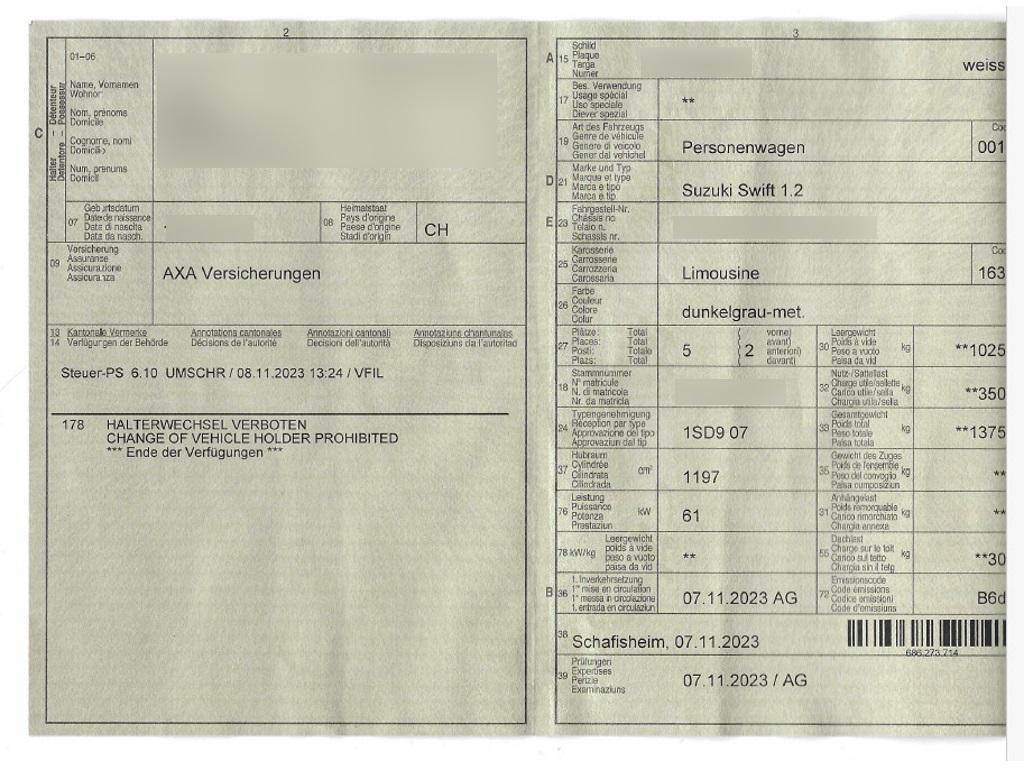 2
01-06
C
Halter – Détenteur
Detentore – Possessur
Name, Vornamen
Wohnort
Nom, prénoms
Domicile
Cognome, nomi
Domicilio
Num, prenums
Domicil
07
Geburtsdatum
Date de naissance
Data di nascita
Data da nasch.
08
Heimatstaat
Pays d'origine
Paese d'origine
Stadi d'origin
CH
09
Versicherung
Assurance
Assicurazione
Assicuranza
AXA Versicherungen
13 Kantonale Vermerke Annotations cantonales Annotazioni cantonali Annotaziuns chantunalas
14 Verfügungen der Behörde Décisions de l'autorité Decisioni dell'autorità Disposiziuns da l'autoritad
Steuer-PS 6.10 UMSCHR / 08.11.2023 13:24 / VFIL
178 HALTERWECHSEL VERBOTEN
CHANGE OF VEHICLE HOLDER PROHIBITED
*** Ende der Verfügungen ***
3
A 15
Schild
Plaque
Targa
Numer
weiss
17
Bes. Verwendung
Usage spécial
Uso speciale
Diever spezial
**
19
Art des Fahrzeugs
Genre de véhicule
Genere di veicolo
Gener dal vehichel
Personenwagen
001
D 21
Marke und Typ
Marque et type
Marca e tipo
Marca e tip
Suzuki Swift 1.2
E 23
Fahrgestell-Nr.
Châssis no
Telaio n.
Schassis nr.
25
Karosserie
Carrosserie
Carrozzeria
Carossaria
Limousine
163
26
Farbe
Couleur
Colore
Colur
dunkelgrau-met.
27
Plätze: Total vorne
Places: Total avant
Posti: Totale anteriori
Plazs: Total davant
5 2
30
Leergewicht
Poids à vide
Peso a vuoto
Paisa da vid
kg
**1025
18
Stammnummer
N° matricule
N. di matricola
Nr. da matricla
32
Nutz-/Sattellast
Charge utile/sellette
Carico utile/sella
Chargia utila/sella
kg
**350
24
Typengenehmigung
Réception par type
Approvazione del tipo
Approvaziun dal tip
1SD9 07
33
Gesamtgewicht
Poids total
Peso totale
Paisa totala
kg
**1375
37
Hubraum
Cylindrée
Cilindrata
Cilindrada
cm³
1197
35
Gewicht des Zuges
Poids de l'ensemble
Peso del convoglio
Paisa cumposiziun
kg
**
76
Leistung
Puissance
Potenza
Prestaziun
kW
61
31
Anhängelast
Poids remorquable
Carico rimorchiato
Chargia annexa
kg
**
78 kW/kg
Leergewicht
poids à vide
peso a vuoto
paisa da vid
**
55
Dachlast
Charge sur le toit
Carico sul tetto
Chargia sin il tetg
kg
**30
B 36
1. Inverkehrsetzung
1re mise en circulation
1a messa in circolazione
1. entrada en circulaziun
07.11.2023 AG
72
Emissionscode
Code émissions
Codice emissioni
Code d'emissiuns
B6d
38
Schafisheim, 07.11.2023
686.273.714
39
Prüfungen
Expertises
Perizie
Examinaziuns
07.11.2023 / AG